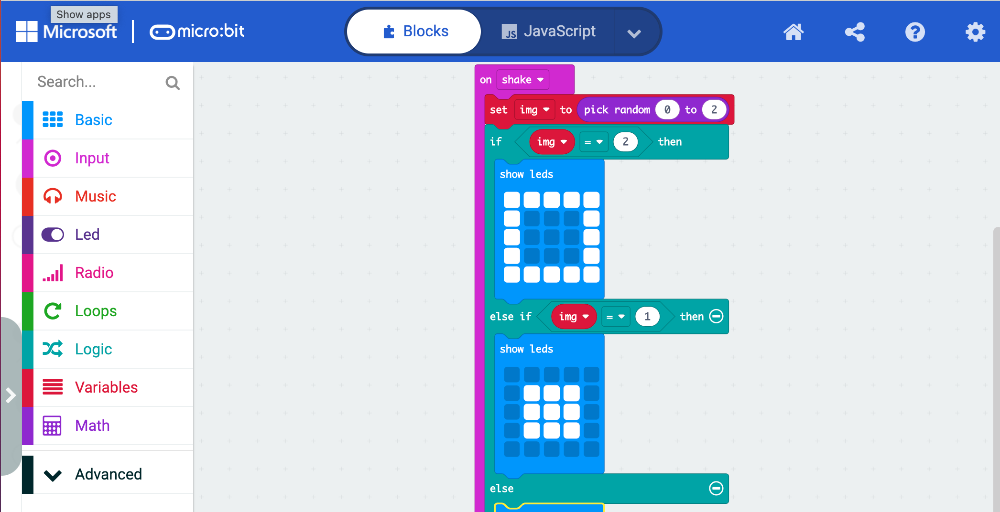 Show apps
Microsoft micro:bit
Blocks
JS JavaScript
Search...
Basic
Input
Music
Led
Radio
Loops
Logic
Variables
Math
Advanced
on shake
set img to pick random 0 to 2
if img = 2 then
show leds
else if img = 1 then
show leds
else